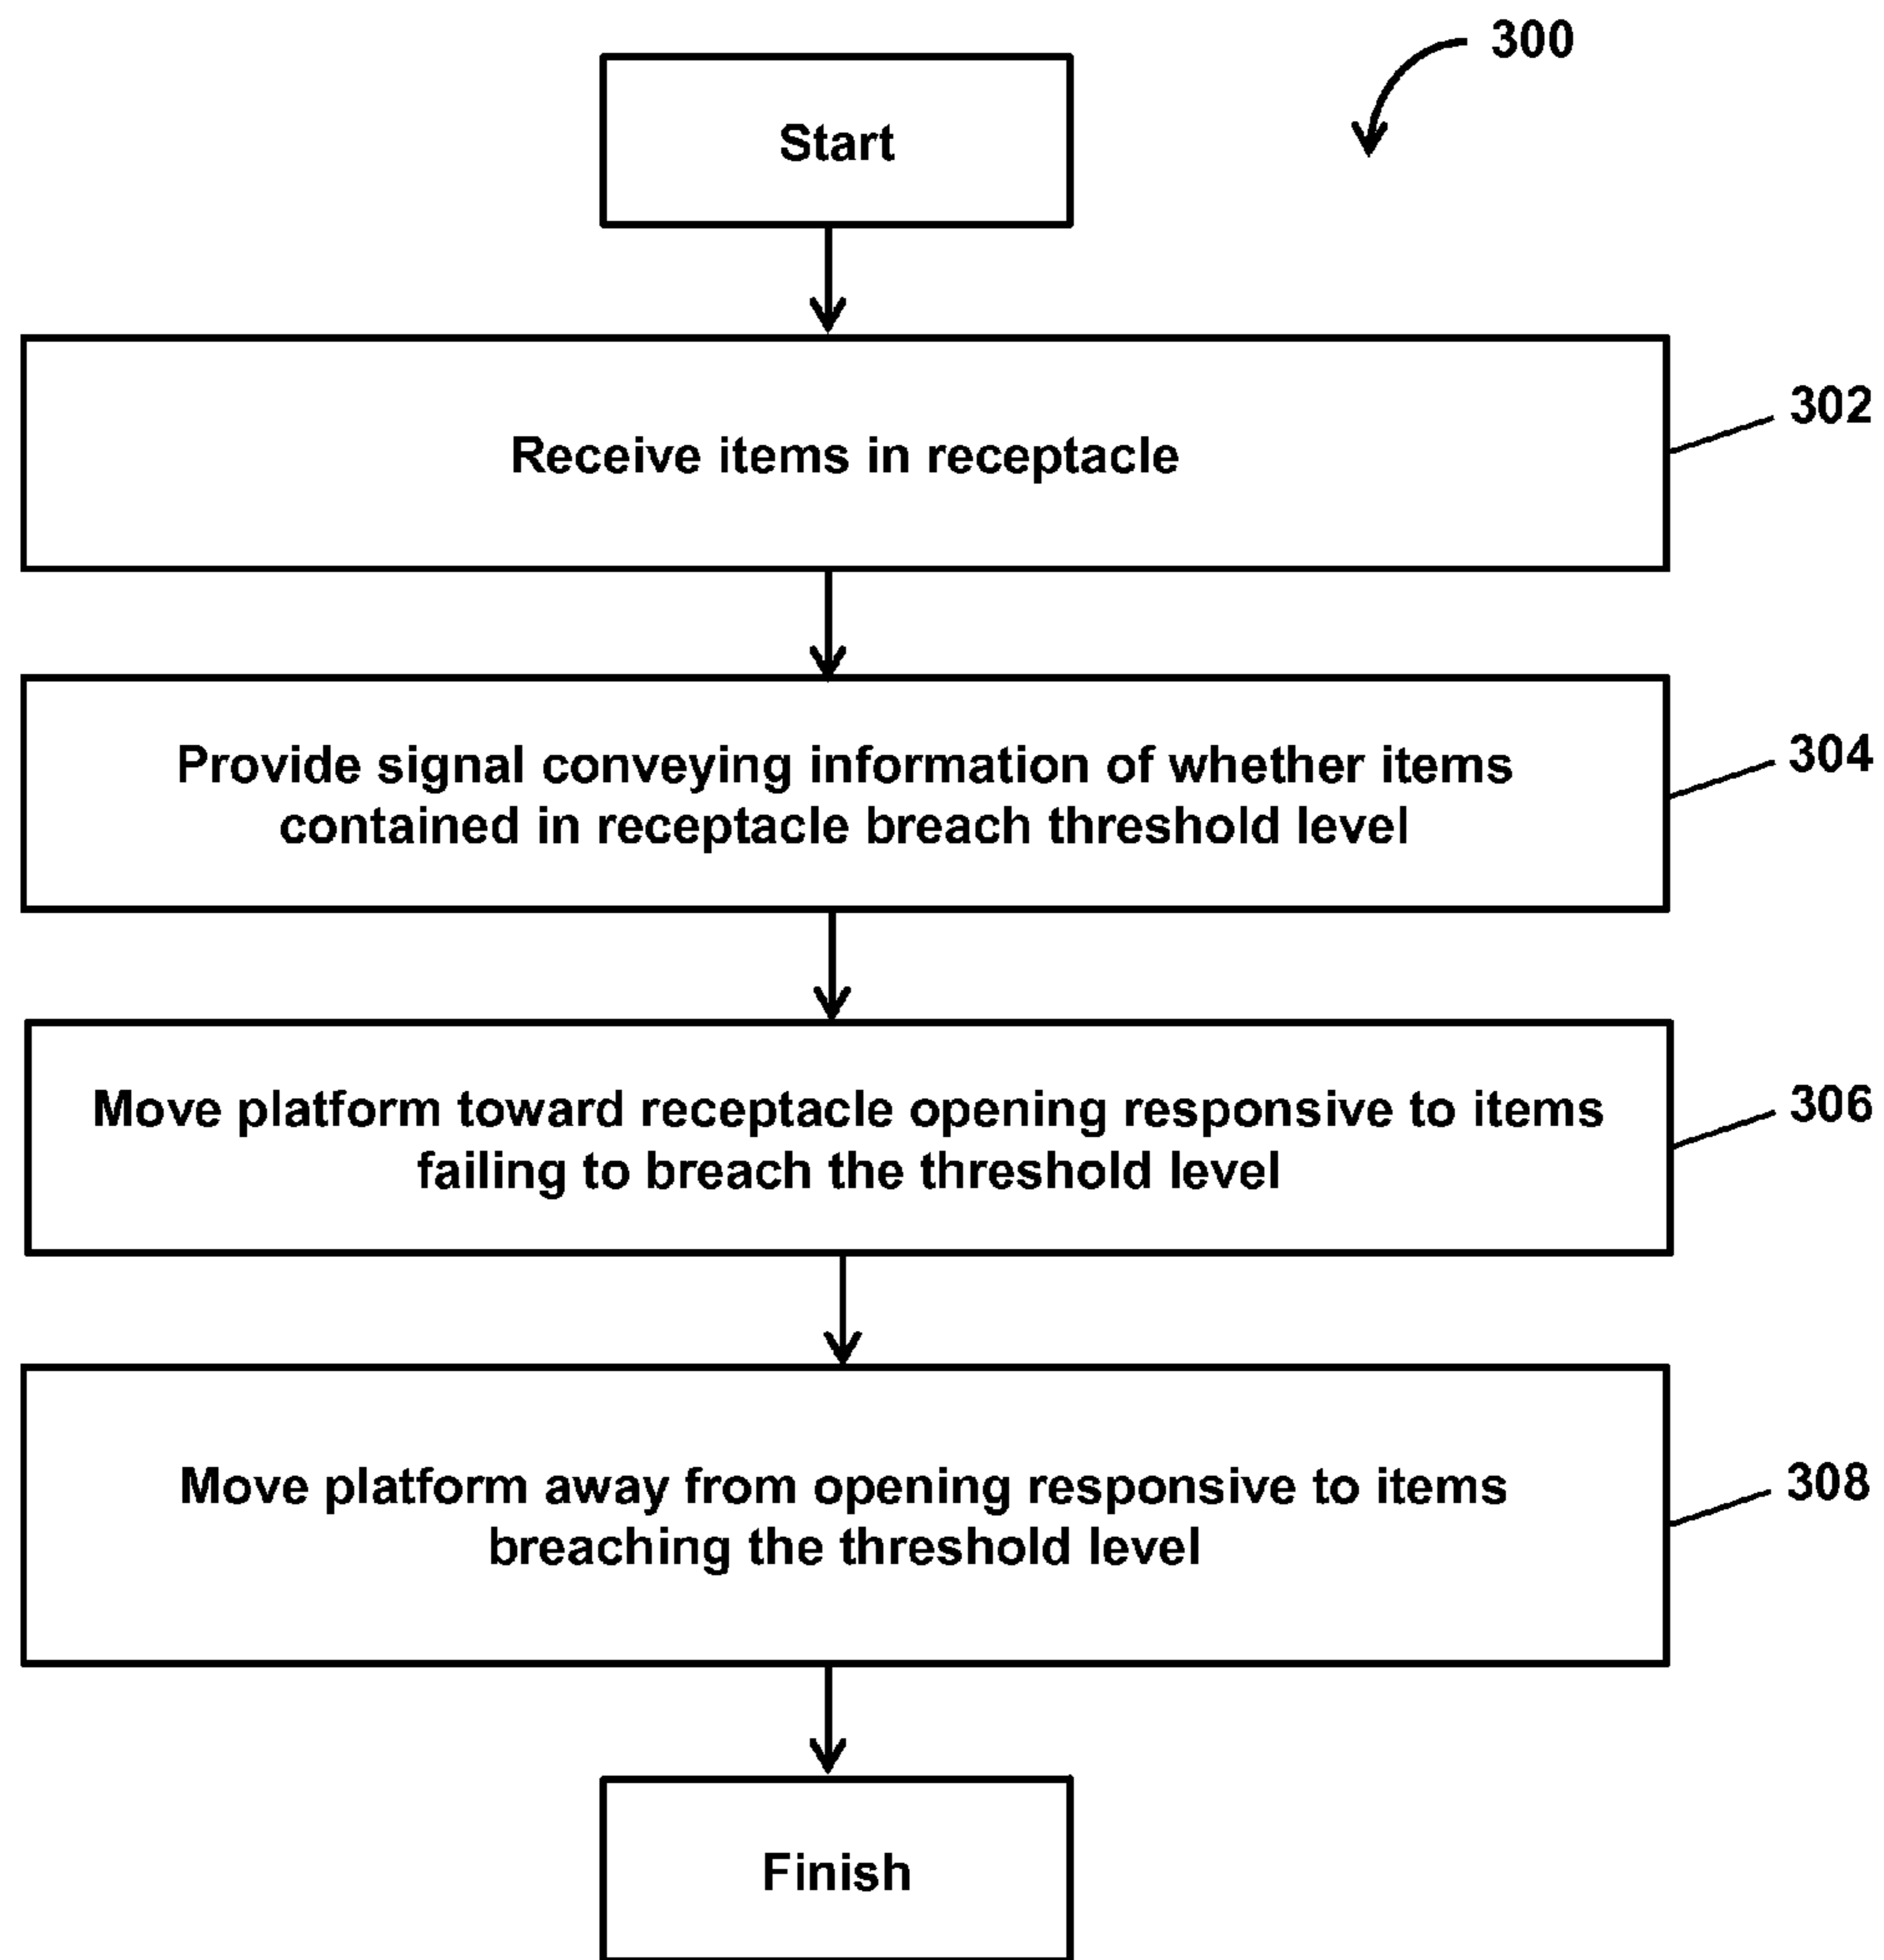 300
Start
Receive items in receptacle
302
Provide signal conveying information of whether items
contained in receptacle breach threshold level
304
Move platform toward receptacle opening responsive to items
failing to breach the threshold level
306
Move platform away from opening responsive to items
breaching the threshold level
308
Finish